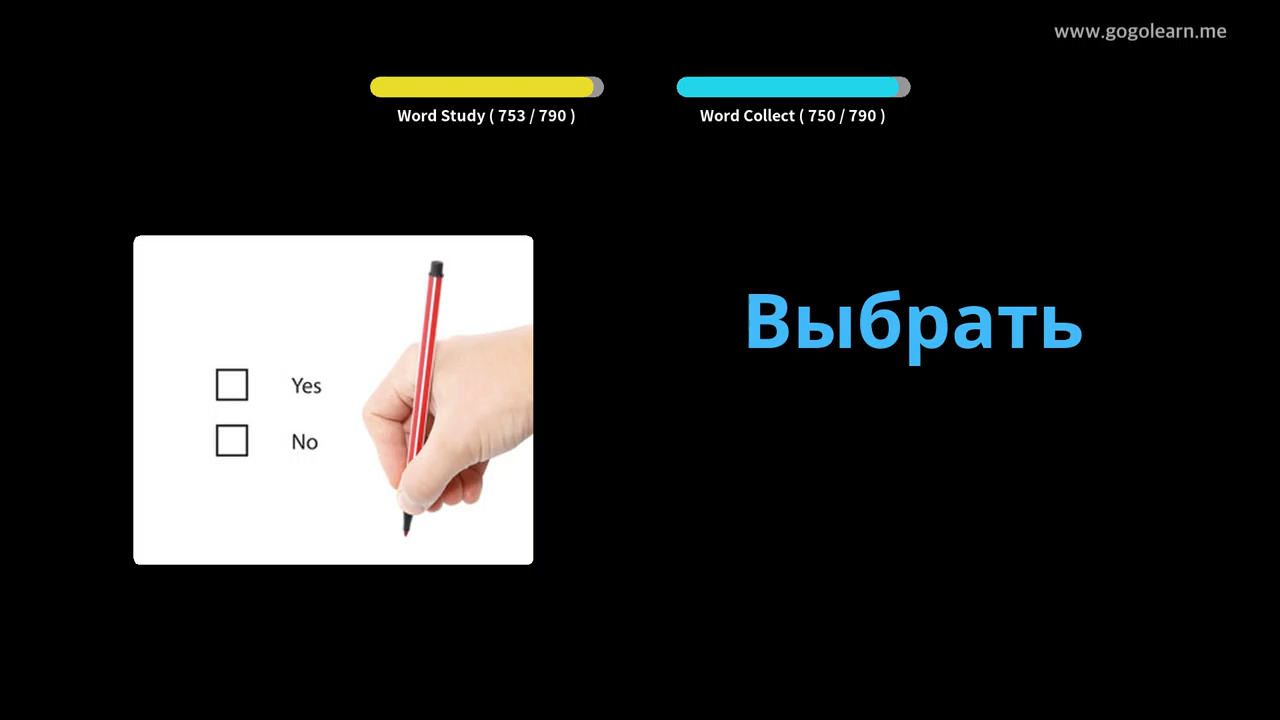 www.gogolearn.me
Word Study ( 753 / 790 )
Word Collect ( 750 / 790 )
Выбрать
Yes
No